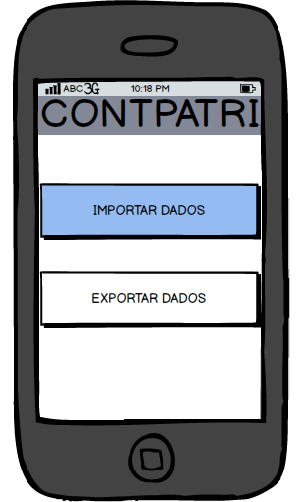 ABC 3G 10:18 PM
CONTPATRI
IMPORTAR DADOS
EXPORTAR DADOS